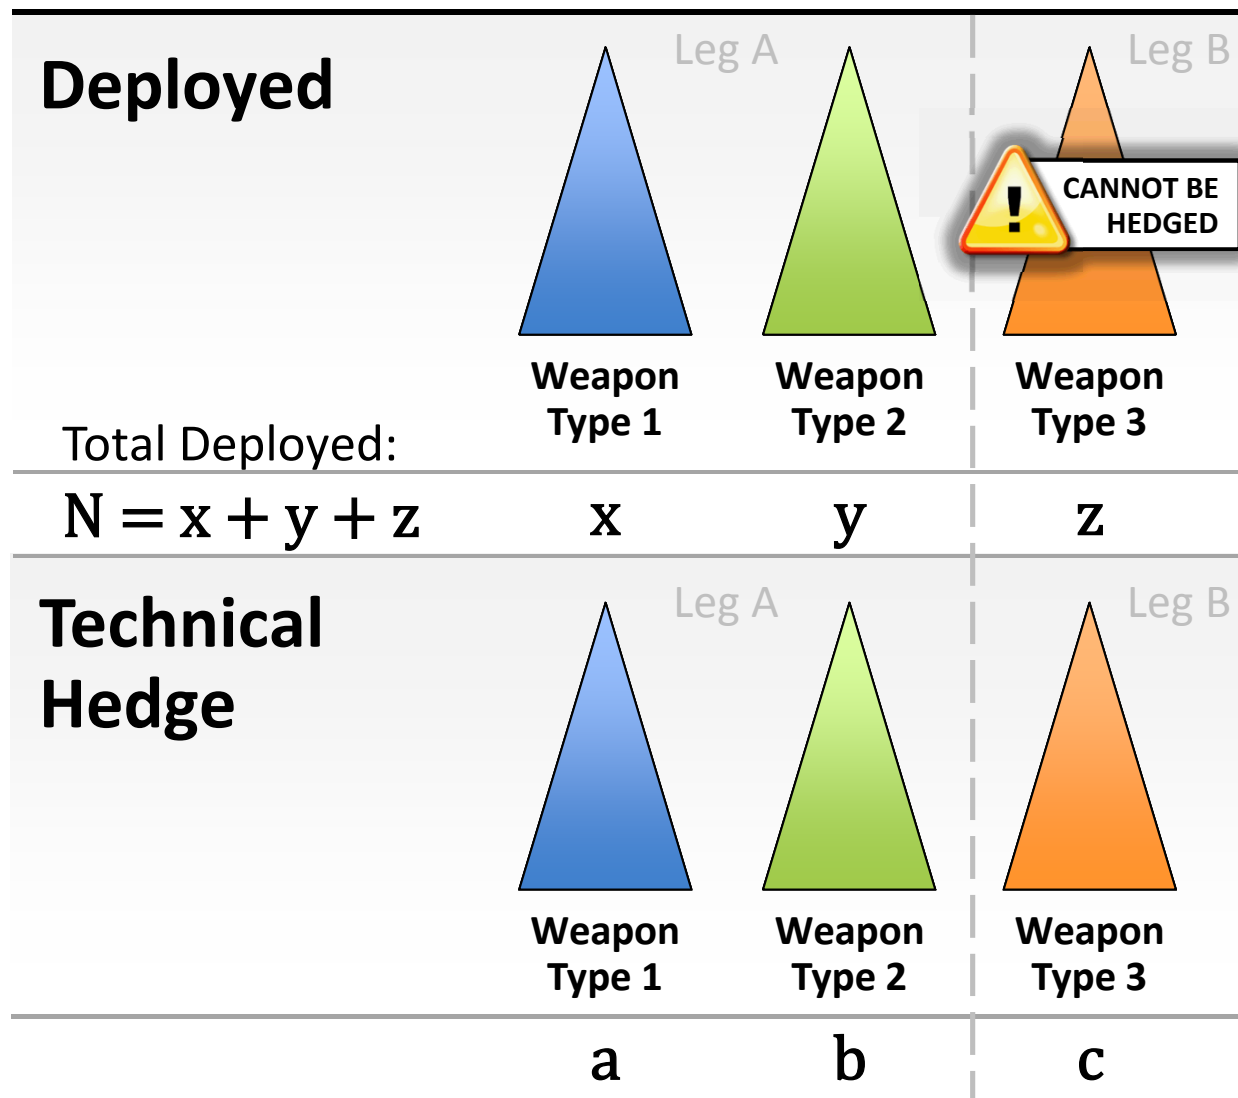 Deployed
Leg A
Leg B
!
CANNOT BE
HEDGED
Weapon
Type 1
Weapon
Type 2
Weapon
Type 3
Total Deployed:
N = x + y + z
x
y
z
Technical
Hedge
Leg A
Leg B
Weapon
Type 1
Weapon
Type 2
Weapon
Type 3
a
b
c